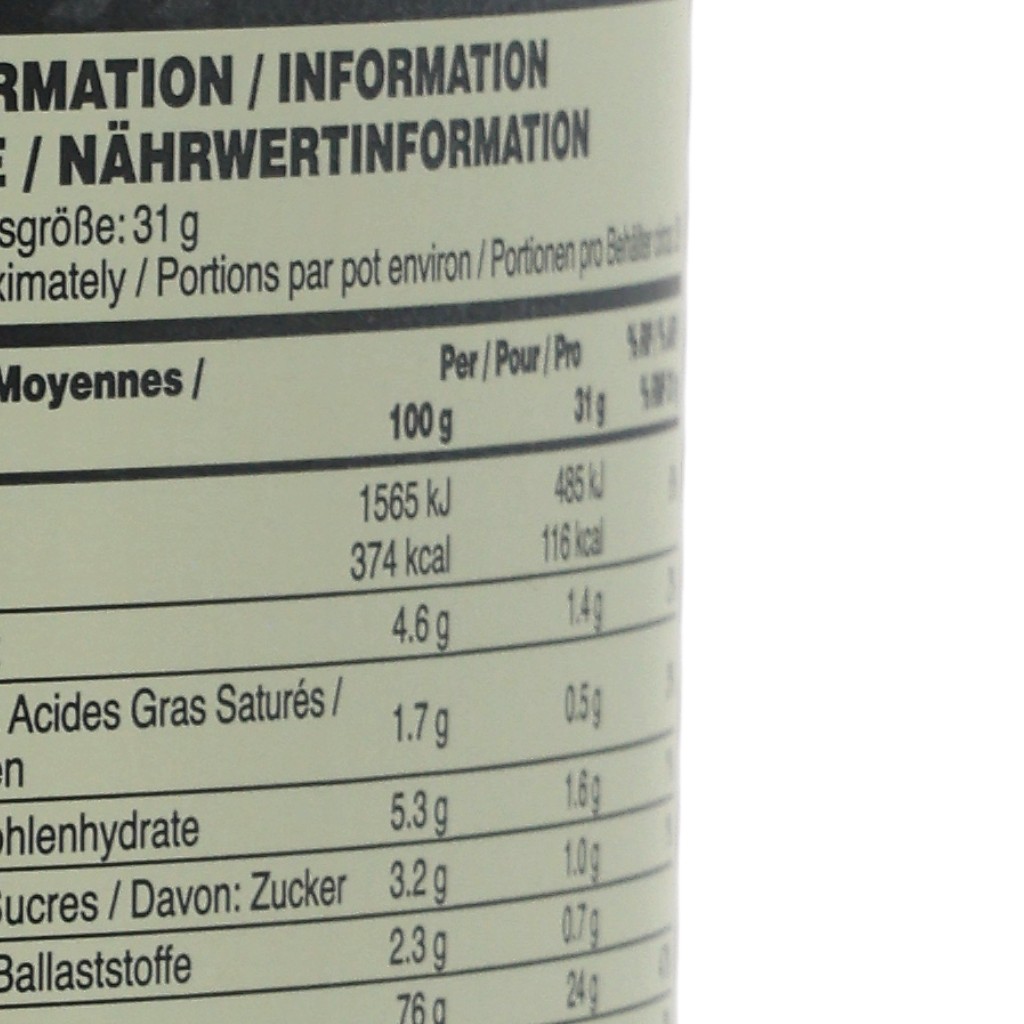 RMATION / INFORMATION
E / NÄHRWERTINFORMATION
sgröße: 31 g
ximately / Portions par pot environ / Portionen pro Behälter
Moyennes / Per / Pour / Pro
100 g 31 g
1565 kJ 485 kJ
374 kcal 116 kcal
4.6 g 1.4 g
Acides Gras Saturés / 1.7 g 0.5 g
en
ohlenhydrate 5.3 g 1.6 g
Sucres / Davon: Zucker 3.2 g 1.0 g
Ballaststoffe 2.3 g 0.7 g
76 g 24 g